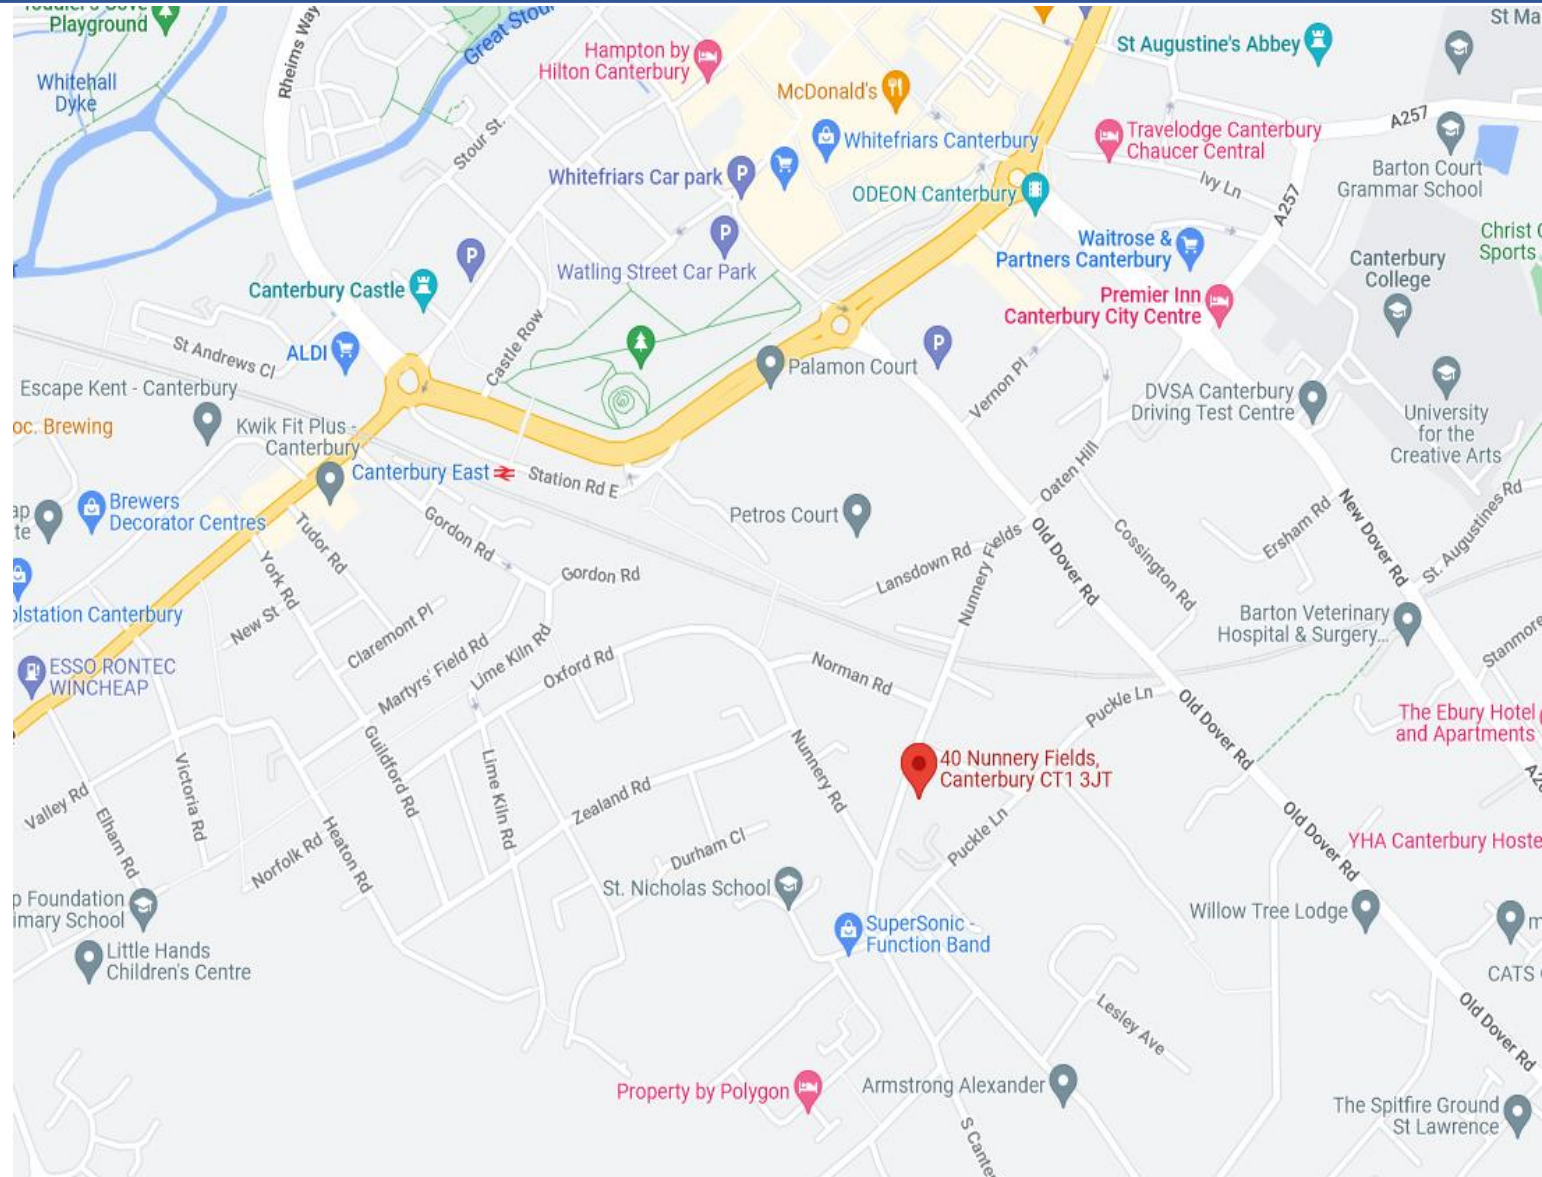 Playground
Whitehall
Dyke
Rheims Way
Great Stour
Stour St.
Hampton by
Hilton Canterbury
McDonald's
Whitefriars Canterbury
Whitefriars Car park
P
ODEON Canterbury
St Augustine's Abbey
St Ma
A257
Travelodge Canterbury
Chaucer Central
Ivy Ln
A257
Barton Court
Grammar School
Waitrose &
Partners Canterbury
Canterbury
College
Sports
Premier Inn
Canterbury City Centre
P
Watling Street Car Park
P
Canterbury Castle
St Andrews Cl
ALDI
Castle Row
Palamon Court
P
Vernon Pl
DVSA Canterbury
Driving Test Centre
University
for the
Creative Arts
Escape Kent - Canterbury
oc. Brewing
Kwik Fit Plus -
Canterbury
Canterbury East
Station Rd E
Brewers
Decorator Centres
Petros Court
Oaten Hill
Old Dover Rd
Cossington Rd
Ersham Rd
New Dover Rd
St. Augustines Rd
Tudor Rd
Gordon Rd
Gordon Rd
York Rd
New St
Claremont Pl
Martyrs' Field Rd
Lime Kiln Rd
Oxford Rd
Lansdown Rd
Nunnery Fields
Norman Rd
Barton Veterinary
Hospital & Surgery...
Stanmore
olstation Canterbury
ESSO RONTEC
WINCHEAP
Puckle Ln
Old Dover Rd
The Ebury Hotel
and Apartments
Guildford Rd
Victoria Rd
Valley Rd
Elham Rd
Lime Kiln Rd
Nunnery Rd
40 Nunnery Fields,
Canterbury CT1 3JT
Zealand Rd
Puckle Ln
Old Dover Rd
YHA Canterbury Hoste
Norfolk Rd
Heaton Rd
Durham Cl
St. Nicholas School
SuperSonic -
Function Band
Willow Tree Lodge
p Foundation
imary School
Little Hands
Children's Centre
CATS
Old Dover Rd
Lesley Ave
Property by Polygon
Armstrong Alexander
The Spitfire Ground
St Lawrence
S Cante